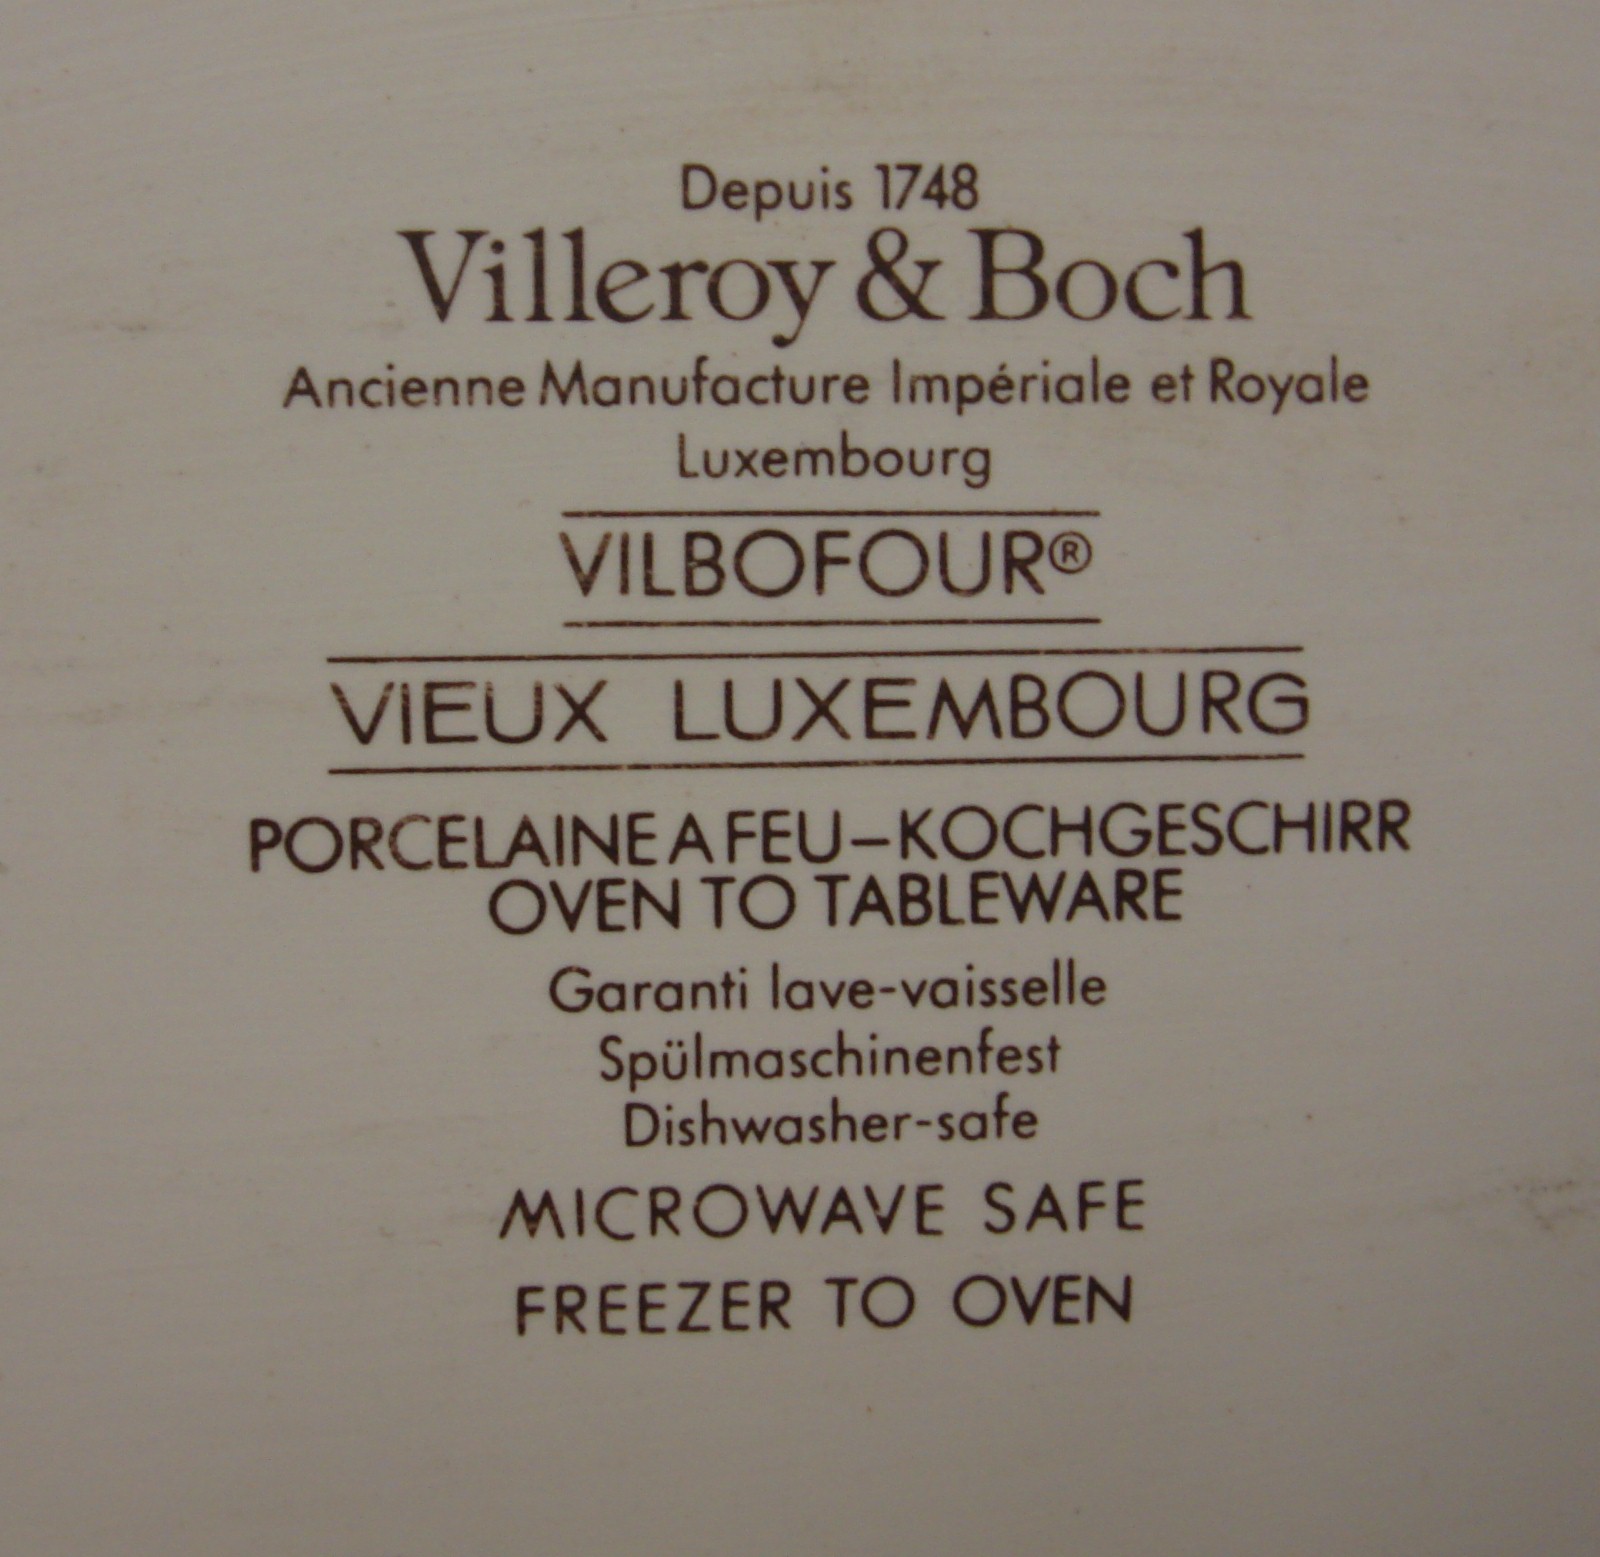 Depuis 1748
Villeroy & Boch
Ancienne Manufacture Impériale et Royale
Luxembourg
VILBOFOUR®
VIEUX LUXEMBOURG
PORCELAINE A FEU–KOCHGESCHIRR
OVEN TO TABLEWARE
Garanti lave-vaisselle
Spülmaschinenfest
Dishwasher-safe
MICROWAVE SAFE
FREEZER TO OVEN